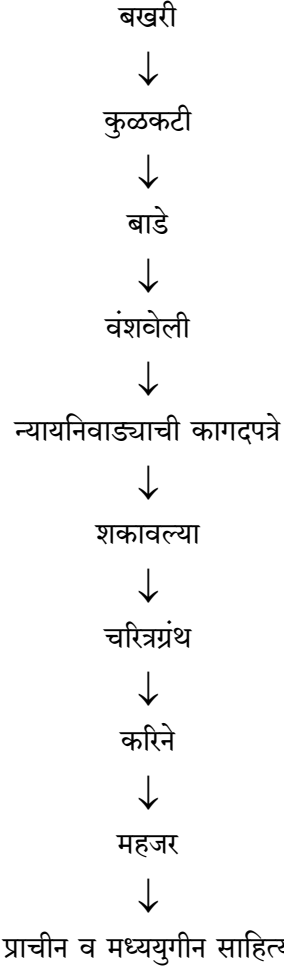 बखरी
↓
कुळकटी
↓
बाडे
↓
वंशवेली
↓
न्यायनिवाड्याची कागदपत्रे
↓
शकावल्या
↓
चरित्रग्रंथ
↓
करिने
↓
महजर
↓
प्राचीन व मध्ययुगीन साहित्य